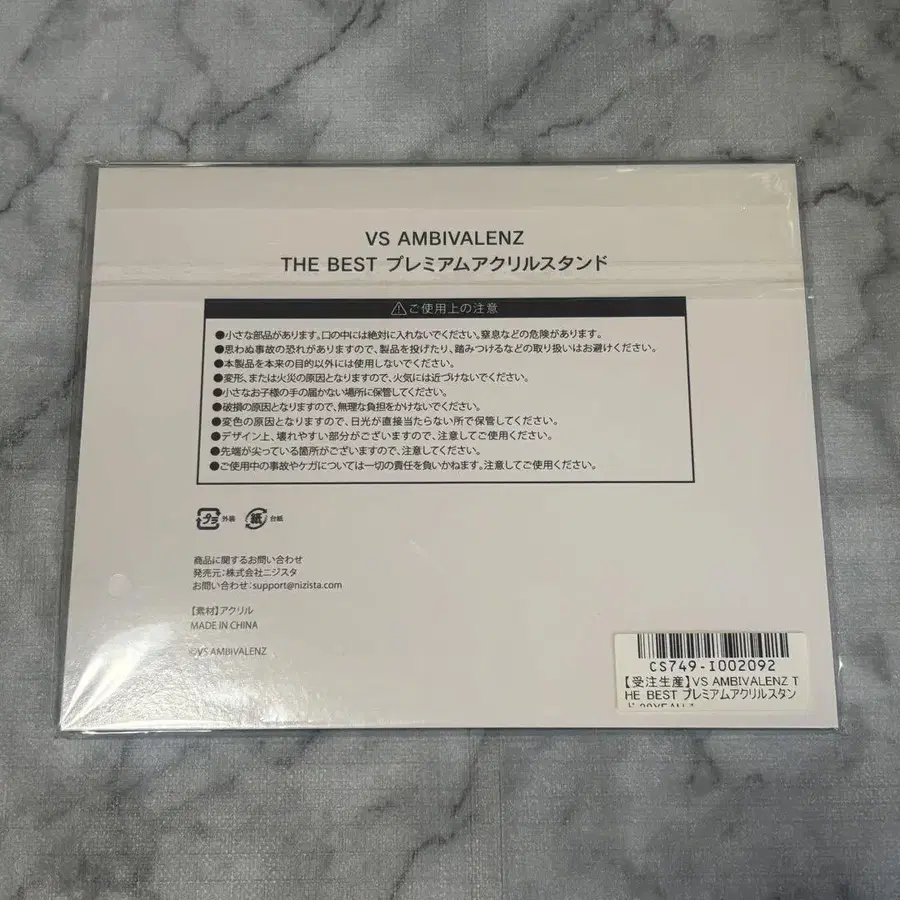 VS AMBIVALENZ
THE BEST プレミアムアクリルスタンド
⚠ご使用上の注意
●小さな部品があります。口の中には絶対に入れないでください。窒息などの危険があります。
●思わぬ事故の恐れがありますので、製品を投げたり、踏みつけるなどの取り扱いはお避けください。
●本製品を本来の目的以外には使用しないでください。
●変形、または火災の原因となりますので、火気には近づけないでください。
●小さなお子様の手の届かない場所に保管してください。
●破損の原因となりますので、無理な負担をかけないでください。
●変色の原因となりますので、日光が直接当たらない所で保管してください。
●デザイン上、壊れやすい部分がございますので、注意してご使用ください。
●先端が尖っている箇所がございますので、注意してください。
●ご使用中の事故やケガについては一切の責任を負いかねます。注意してご使用ください。
プラ 外装 紙 台紙
商品に関するお問い合わせ
発売元:株式会社ニジスタ
お問い合わせ:support@nizista.com
【素材】アクリル
MADE IN CHINA
©VS AMBIVALENZ
CS749-I002092
【受注生産】VS AMBIVALENZ T
HE BEST プレミアムアクリルスタン
ド